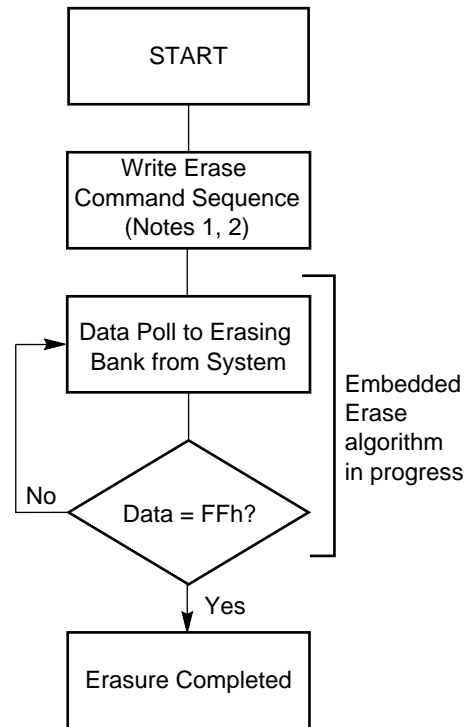 START
Write Erase
Command Sequence
(Notes 1, 2)
Data Poll to Erasing
Bank from System
Embedded
Erase
algorithm
in progress
No
Data = FFh?
Yes
Erasure Completed